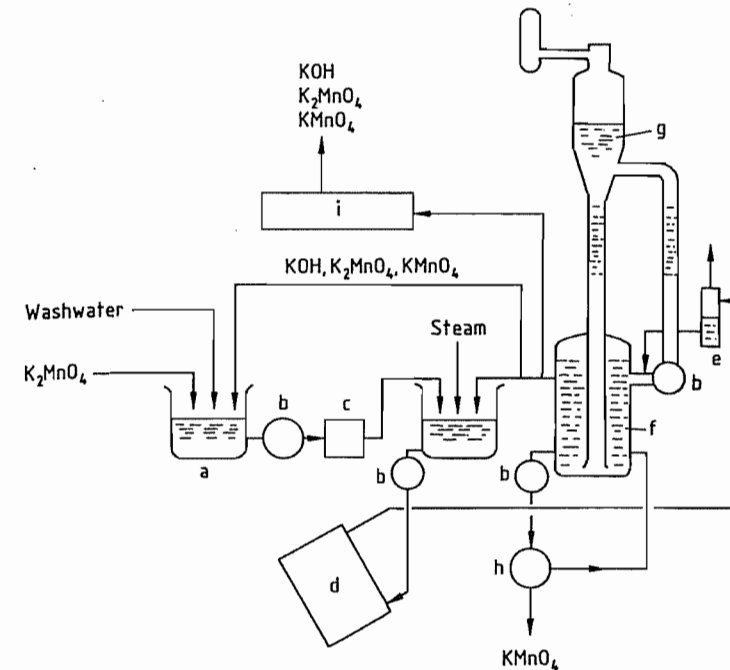 KOH
K₂MnO₄
KMnO₄
g
i
KOH, K₂MnO₄, KMnO₄
Washwater
Steam
K₂MnO₄
e
b
b
c
f
a
b
b
d
h
KMnO₄